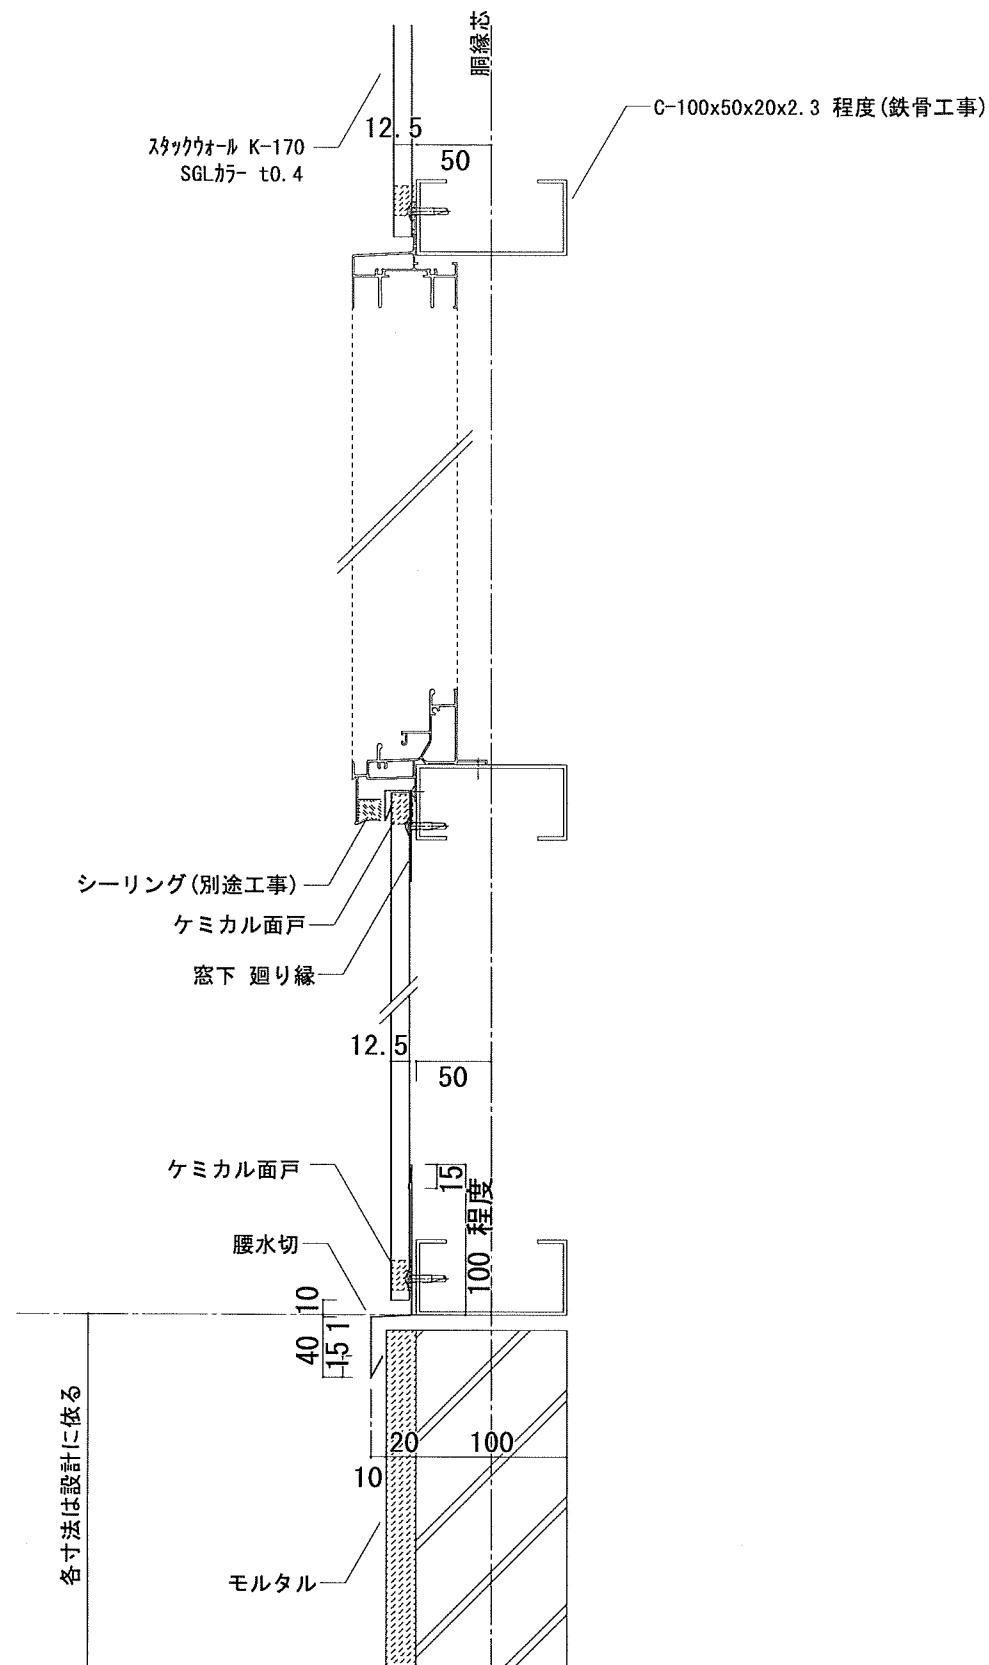 胴縁芯
C-100x50x20x2.3 程度(鉄骨工事)
12.5
ｽﾀｯｸｳｫｰﾙ K-170
SGLｶﾗｰ t0.4
50
シーリング(別途工事)
ケミカル面戸
窓下 廻り縁
12.5
50
ケミカル面戸
15
100 程度
腰水切
10
40
15
1
各寸法は設計に依る
20
100
10
モルタル